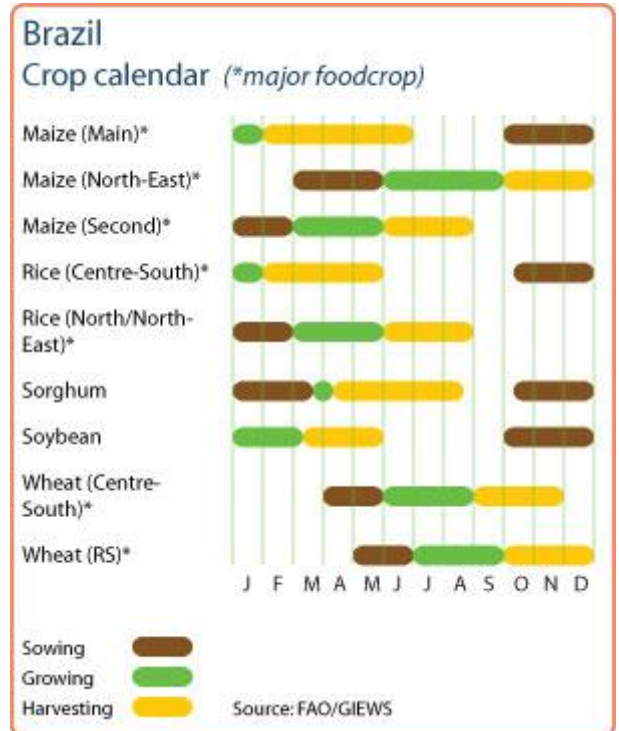 Brazil
Crop calendar (*major foodcrop)
Maize (Main)*
Maize (North-East)*
Maize (Second)*
Rice (Centre-South)*
Rice (North/North-
East)*
Sorghum
Soybean
Wheat (Centre-
South)*
Wheat (RS)*
J F M A M J J A S O N D
Sowing
Growing
Harvesting
Source: FAO/GIEWS